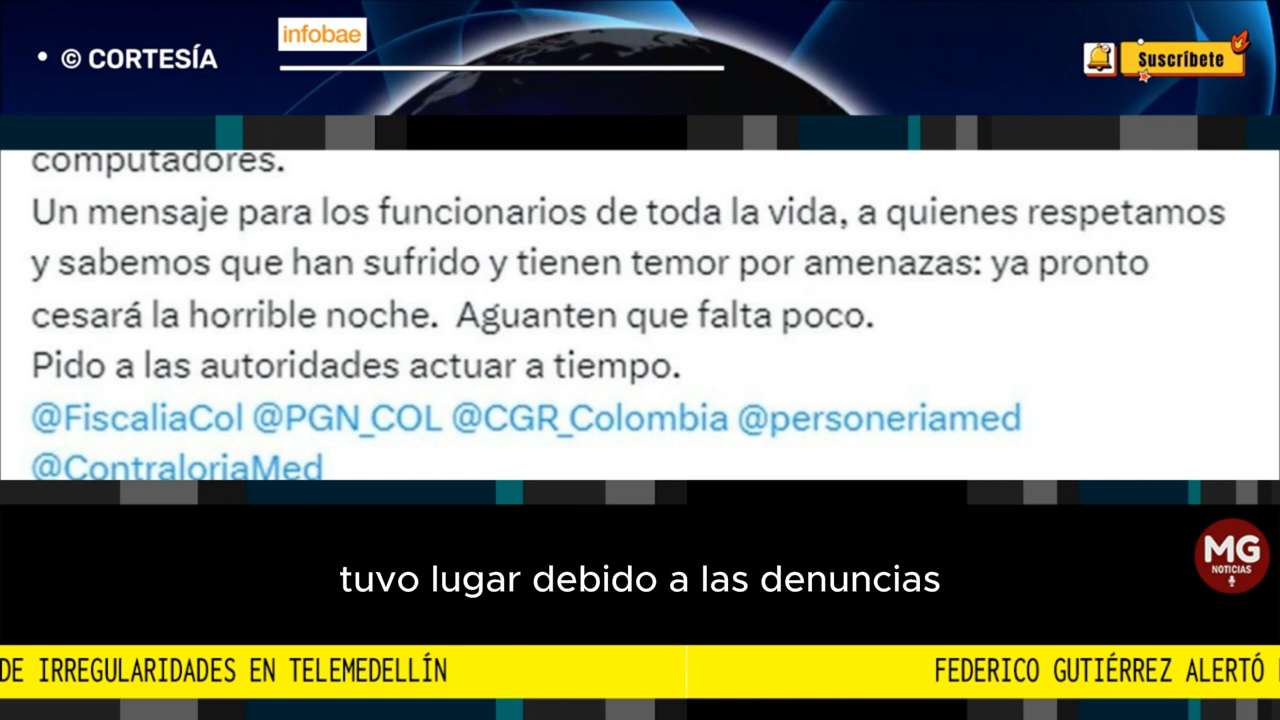 infobae
• © CORTESÍA
Suscríbete
computadores.
Un mensaje para los funcionarios de toda la vida, a quienes respetamos
y sabemos que han sufrido y tienen temor por amenazas: ya pronto
cesará la horrible noche. Aguanten que falta poco.
Pido a las autoridades actuar a tiempo.
@FiscaliaCol @PGN_COL @CGR_Colombia @personeriamed
@ContraloriaMed
MG
NOTICIAS
tuvo lugar debido a las denuncias
DE IRREGULARIDADES EN TELEMEDELLÍN
FEDERICO GUTIÉRREZ ALERTÓ